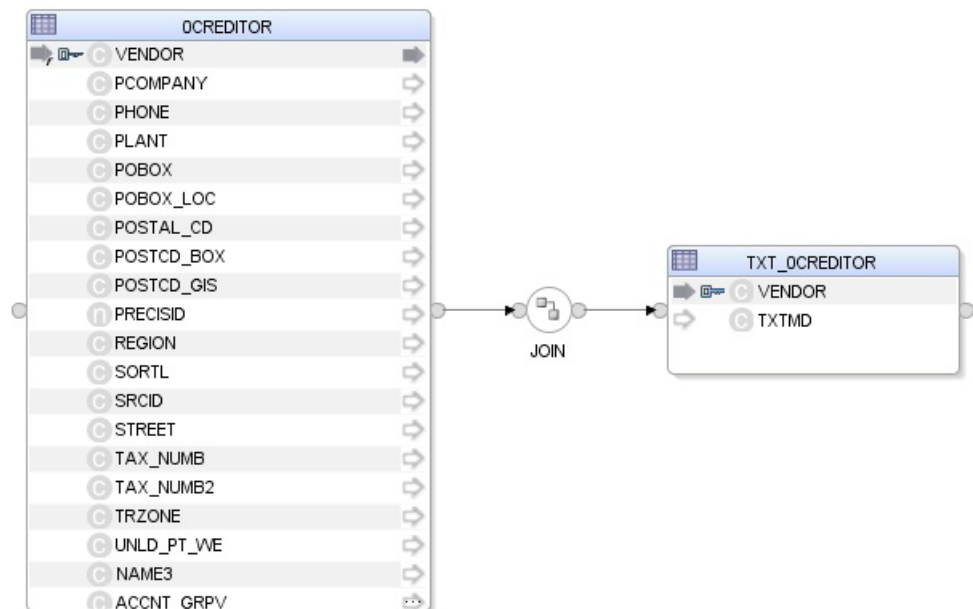 0CREDITOR
VENDOR
PCOMPANY
PHONE
PLANT
POBOX
POBOX_LOC
POSTAL_CD
POSTCD_BOX
POSTCD_GIS
PRECISID
REGION
SORTL
SRCID
STREET
TAX_NUMB
TAX_NUMB2
TRZONE
UNLD_PT_WE
NAME3
ACCNT_GRPV
JOIN
TXT_0CREDITOR
VENDOR
TXTMD